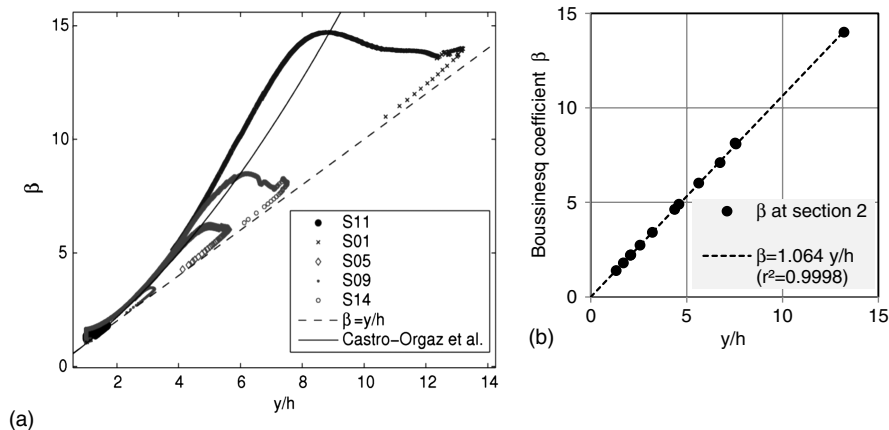 15
10
5
0
β
2
4
6
8
10
12
14
y/h
S11
S01
S05
S09
S14
β=y/h
Castro–Orgaz et al.
(a)
15
10
5
0
Boussinesq coefficient β
β at section 2
β=1.064 y/h
(r²=0.9998)
0
5
10
15
y/h
(b)